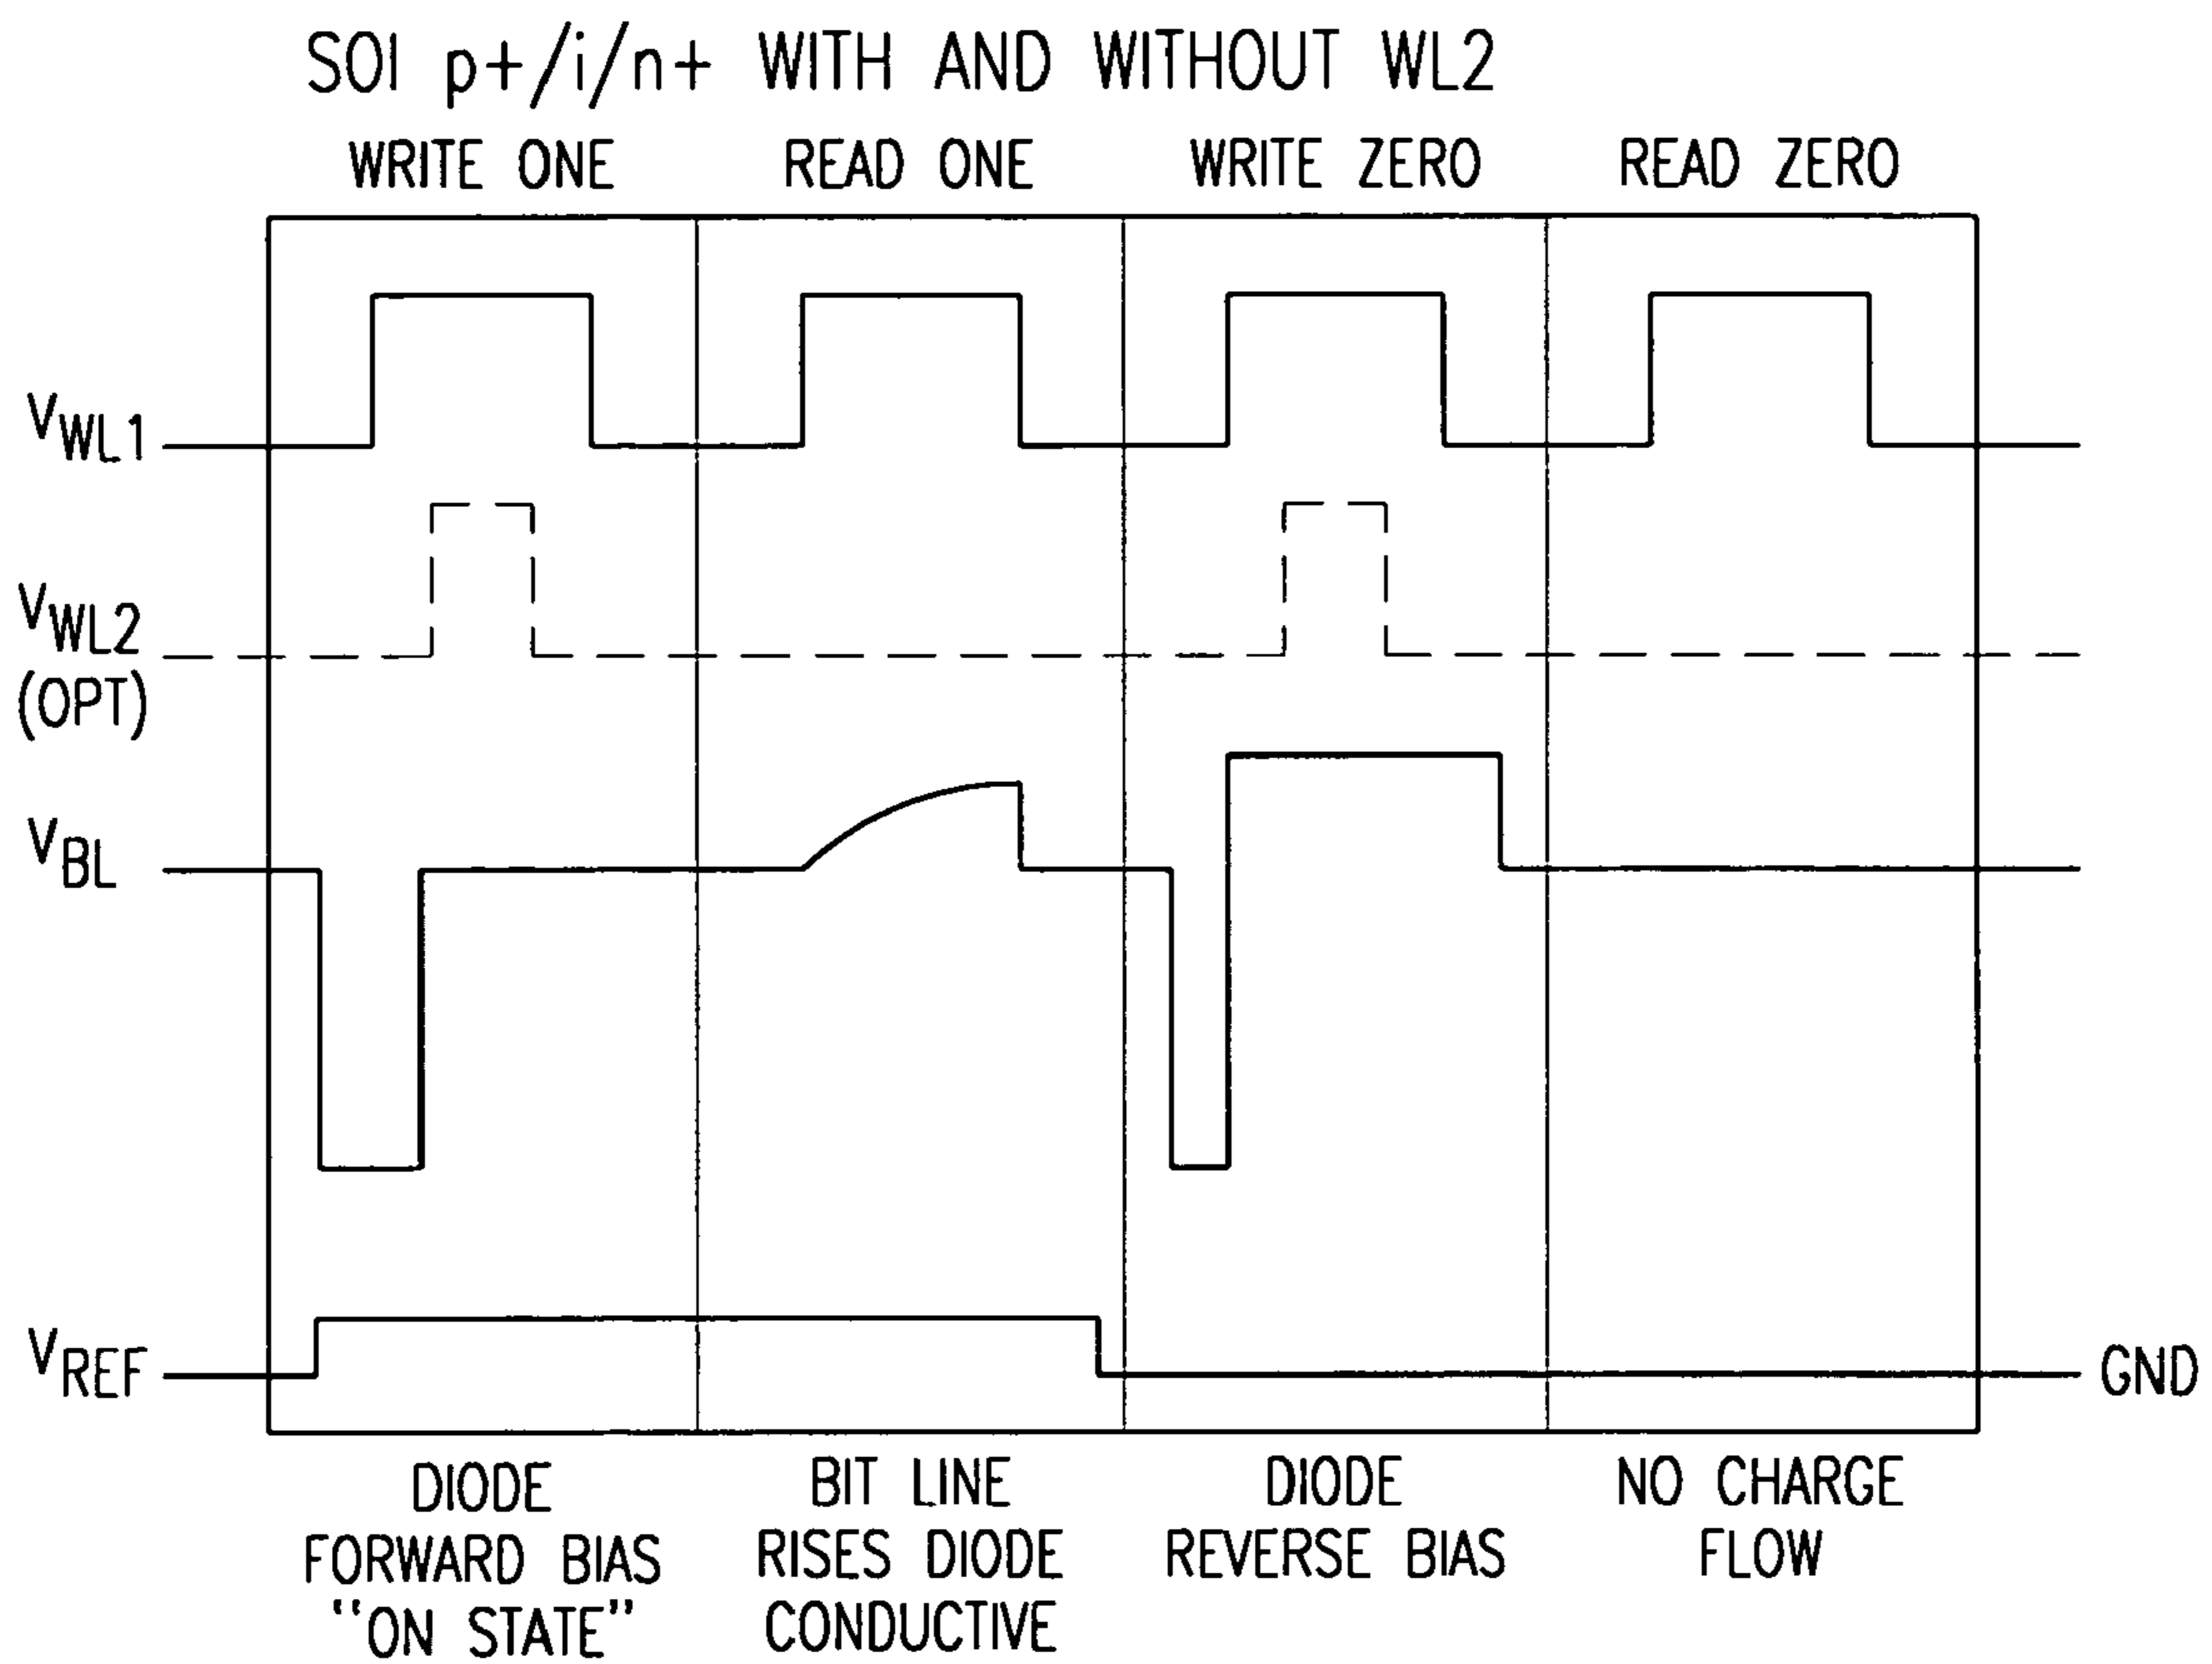 SOI p+/i/n+ WITH AND WITHOUT WL2
WRITE ONE READ ONE WRITE ZERO READ ZERO
VWL1
VWL2
(OPT)
VBL
VREF
GND
DIODE
FORWARD BIAS
"ON STATE"
BIT LINE
RISES DIODE
CONDUCTIVE
DIODE
REVERSE BIAS
NO CHARGE
FLOW